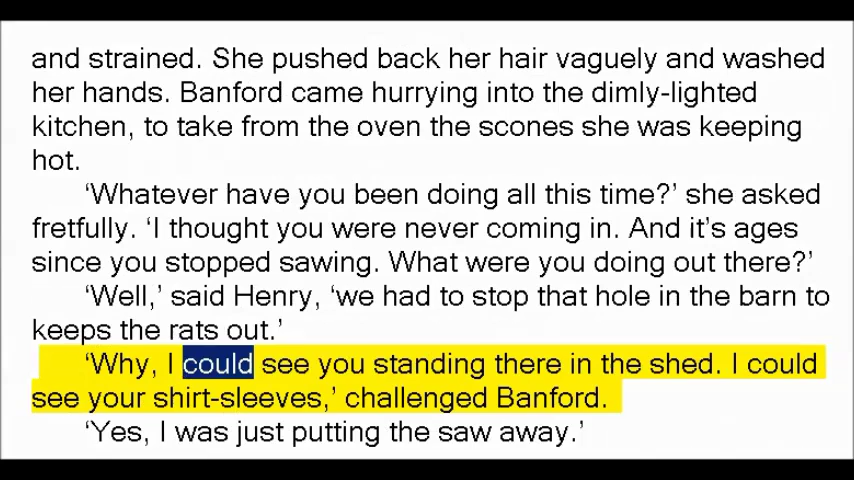 and strained. She pushed back her hair vaguely and washed
her hands. Banford came hurrying into the dimly-lighted
kitchen, to take from the oven the scones she was keeping
hot.
‘Whatever have you been doing all this time?’ she asked
fretfully. ‘I thought you were never coming in. And it’s ages
since you stopped sawing. What were you doing out there?’
‘Well,’ said Henry, ‘we had to stop that hole in the barn to
keeps the rats out.’
‘Why, I could see you standing there in the shed. I could
see your shirt-sleeves,’ challenged Banford.
‘Yes, I was just putting the saw away.’